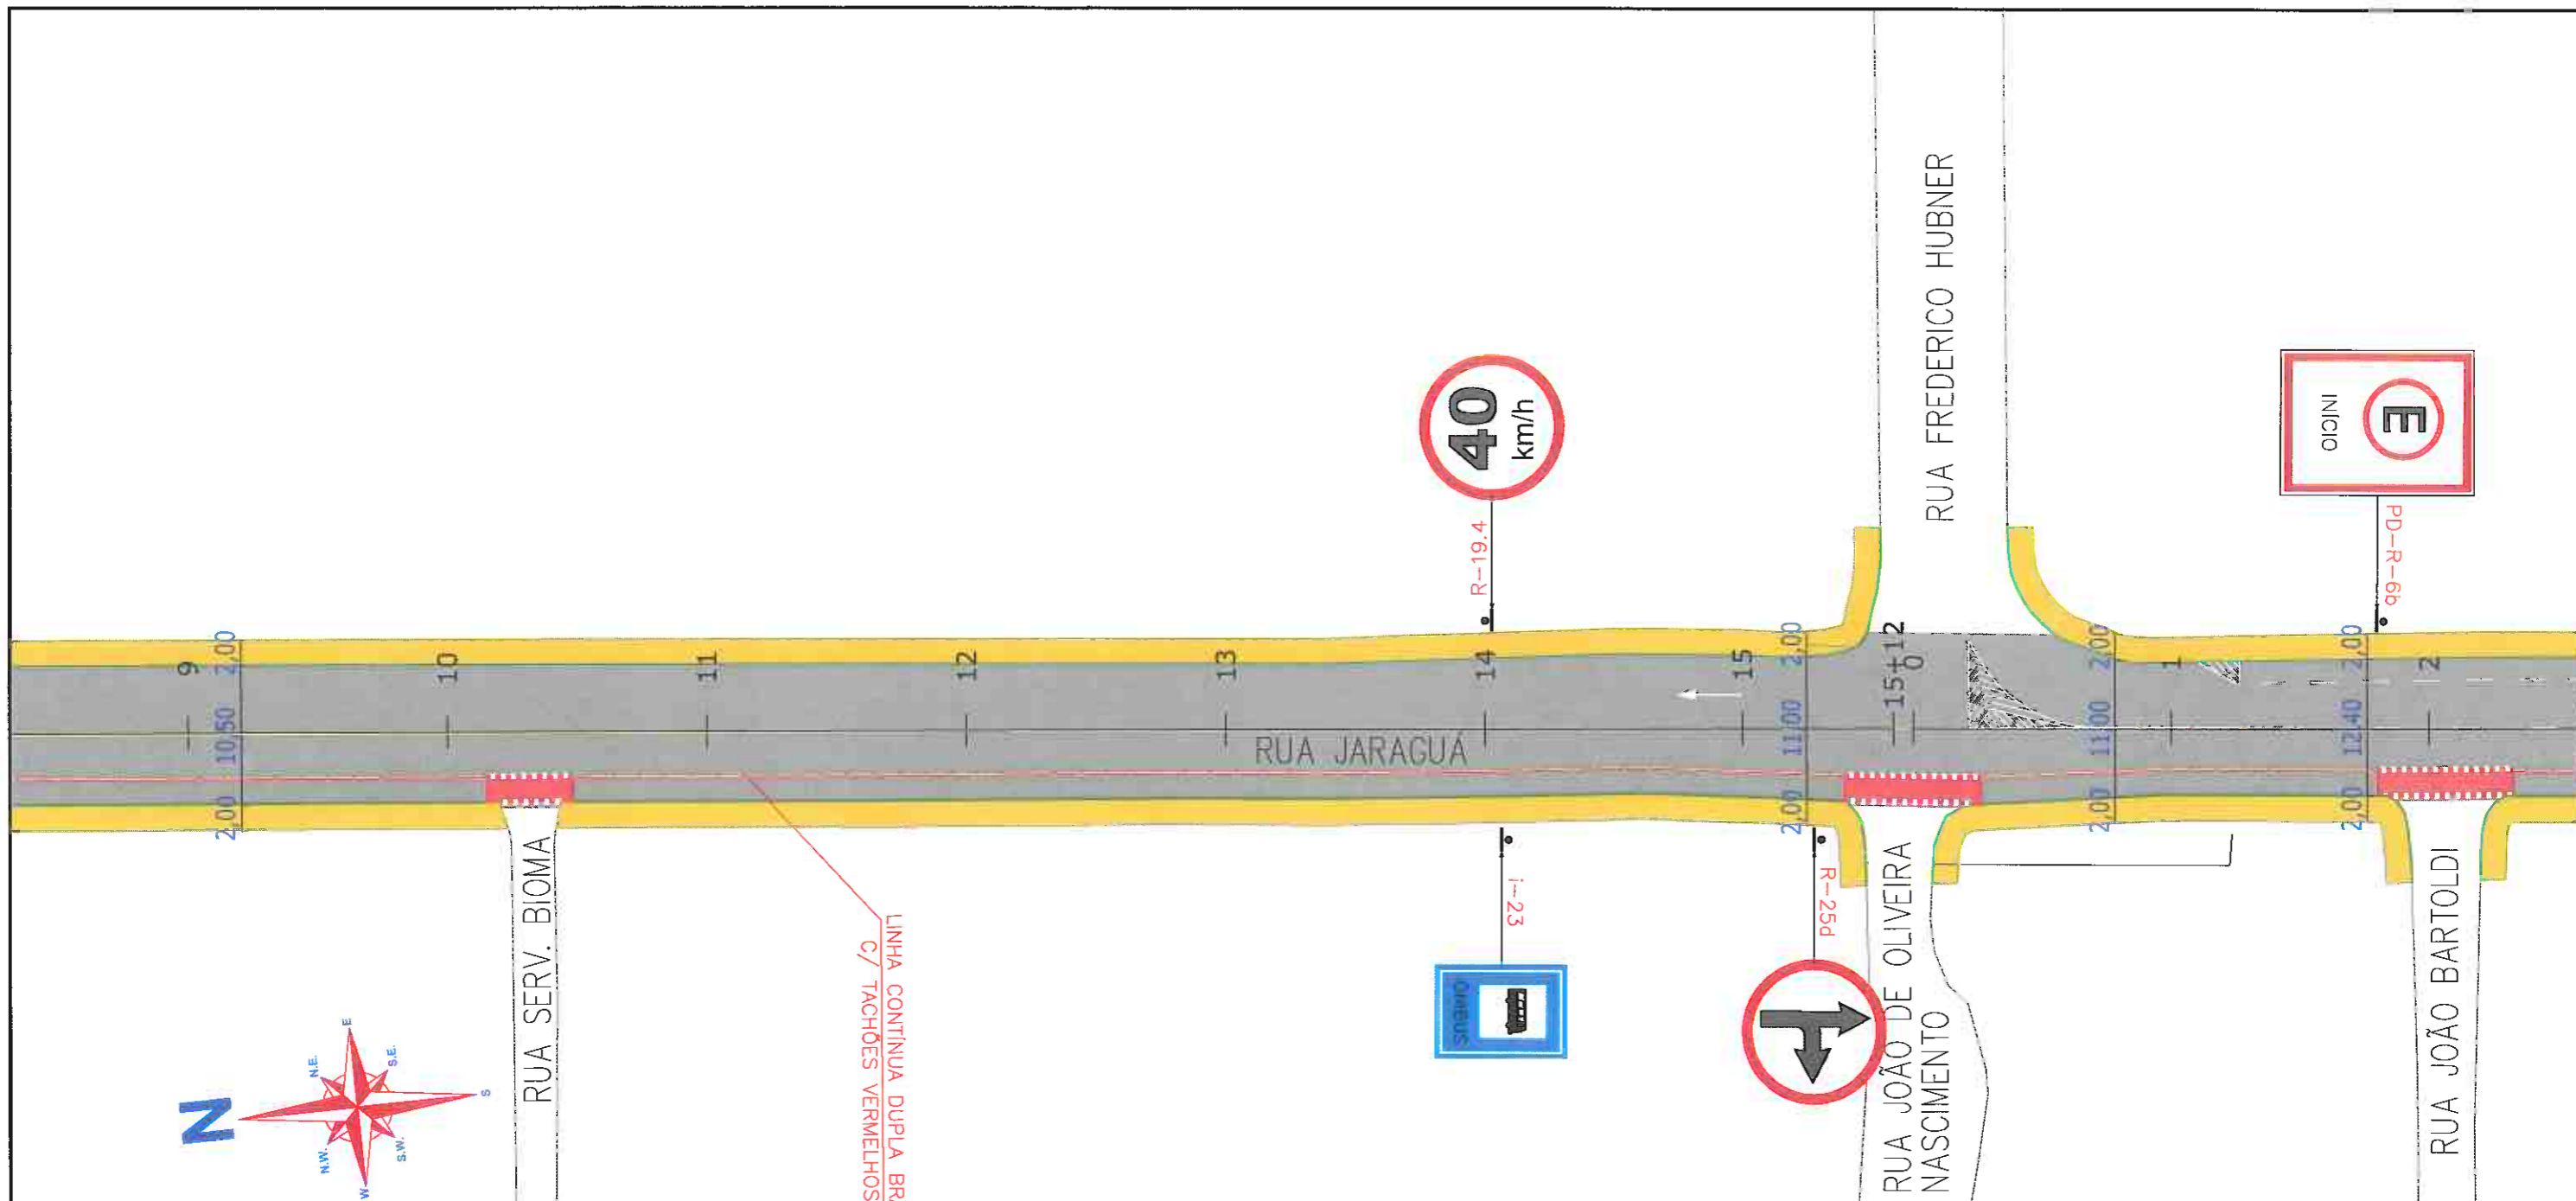 RUA FREDERICO HUBNER
40
km/h
R-19.4
E
INÍCIO
PD-R-6b
9
10
11
12
13
14
15
15+12
0
1
2
2,00
10,50
2,00
2,00
11,00
2,00
2,00
11,00
2,00
2,00
12,40
2,00
RUA JARAGUÁ
RUA SERV. BIOMA
LINHA CONTÍNUA DUPLA BR
C/ TACHÕES VERMELHOS
i-23
ÔNIBUS
R-25d
RUA JOÃO DE OLIVEIRA
NASCIMENTO
RUA JOÃO BARTOLDI
N
E
N.E.
S.E.
S
N.W.
S.W.
W